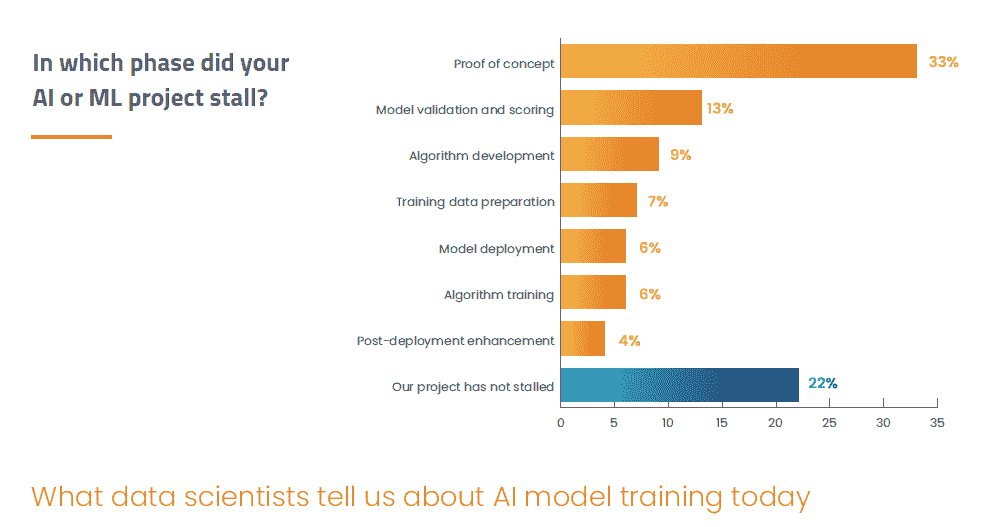 In which phase did your
AI or ML project stall?
Proof of concept 33%
Model validation and scoring 13%
Algorithm development 9%
Training data preparation 7%
Model deployment 6%
Algorithm training 6%
Post-deployment enhancement 4%
Our project has not stalled 22%
0 5 10 15 20 25 30 35
What data scientists tell us about AI model training today